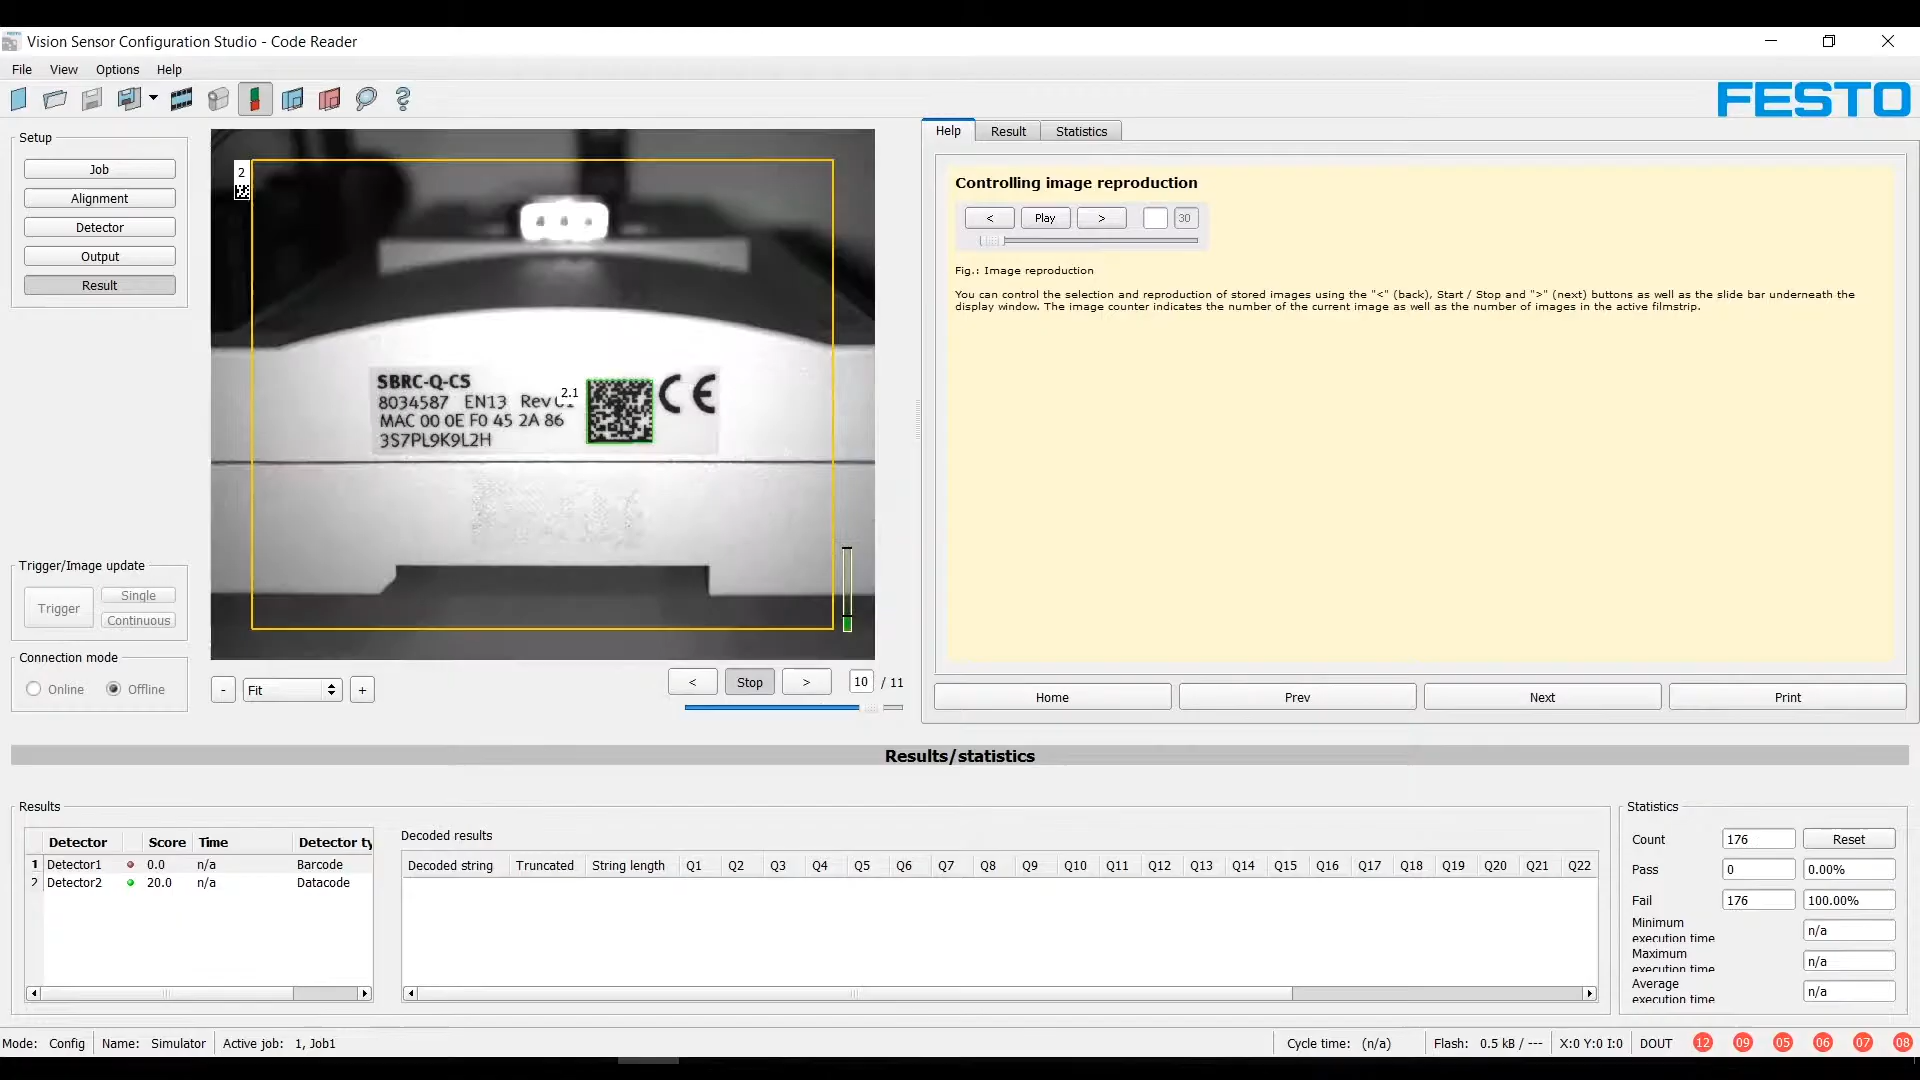 Vision Sensor Configuration Studio - Code Reader
File View Options Help
FESTO
Setup
Job
Alignment
Detector
Output
Result
Trigger/Image update
Trigger
Single
Continuous
Connection mode
Online Offline
2
SBRC-Q-CS
8034587 EN13 Rev
2.1
MAC 00 0E F0 45 2A 86
3S7PL9K9L2H
CE
- Fit +
< Stop > 10 / 11
Help Result Statistics
Controlling image reproduction
< Play > 30
Fig.: Image reproduction
You can control the selection and reproduction of stored images using the "<" (back), Start / Stop and ">" (next) buttons as well as the slide bar underneath the
display window. The image counter indicates the number of the current image as well as the number of images in the active filmstrip.
Home Prev Next Print
Results/statistics
Results
Detector Score Time Detector ty
1 Detector1 0.0 n/a Barcode
2 Detector2 20.0 n/a Datacode
Decoded results
Decoded string Truncated String length Q1 Q2 Q3 Q4 Q5 Q6 Q7 Q8 Q9 Q10 Q11 Q12 Q13 Q14 Q15 Q16 Q17 Q18 Q19 Q20 Q21 Q22
Statistics
Count 176 Reset
Pass 0 0.00%
Fail 176 100.00%
Minimum
execution time
n/a
Maximum
execution time
n/a
Average
execution time
n/a
Mode: Config Name: Simulator Active job: 1, Job1 Cycle time: (n/a) Flash: 0.5 kB / --- X:0 Y:0 I:0 DOUT 12 09 05 06 07 08